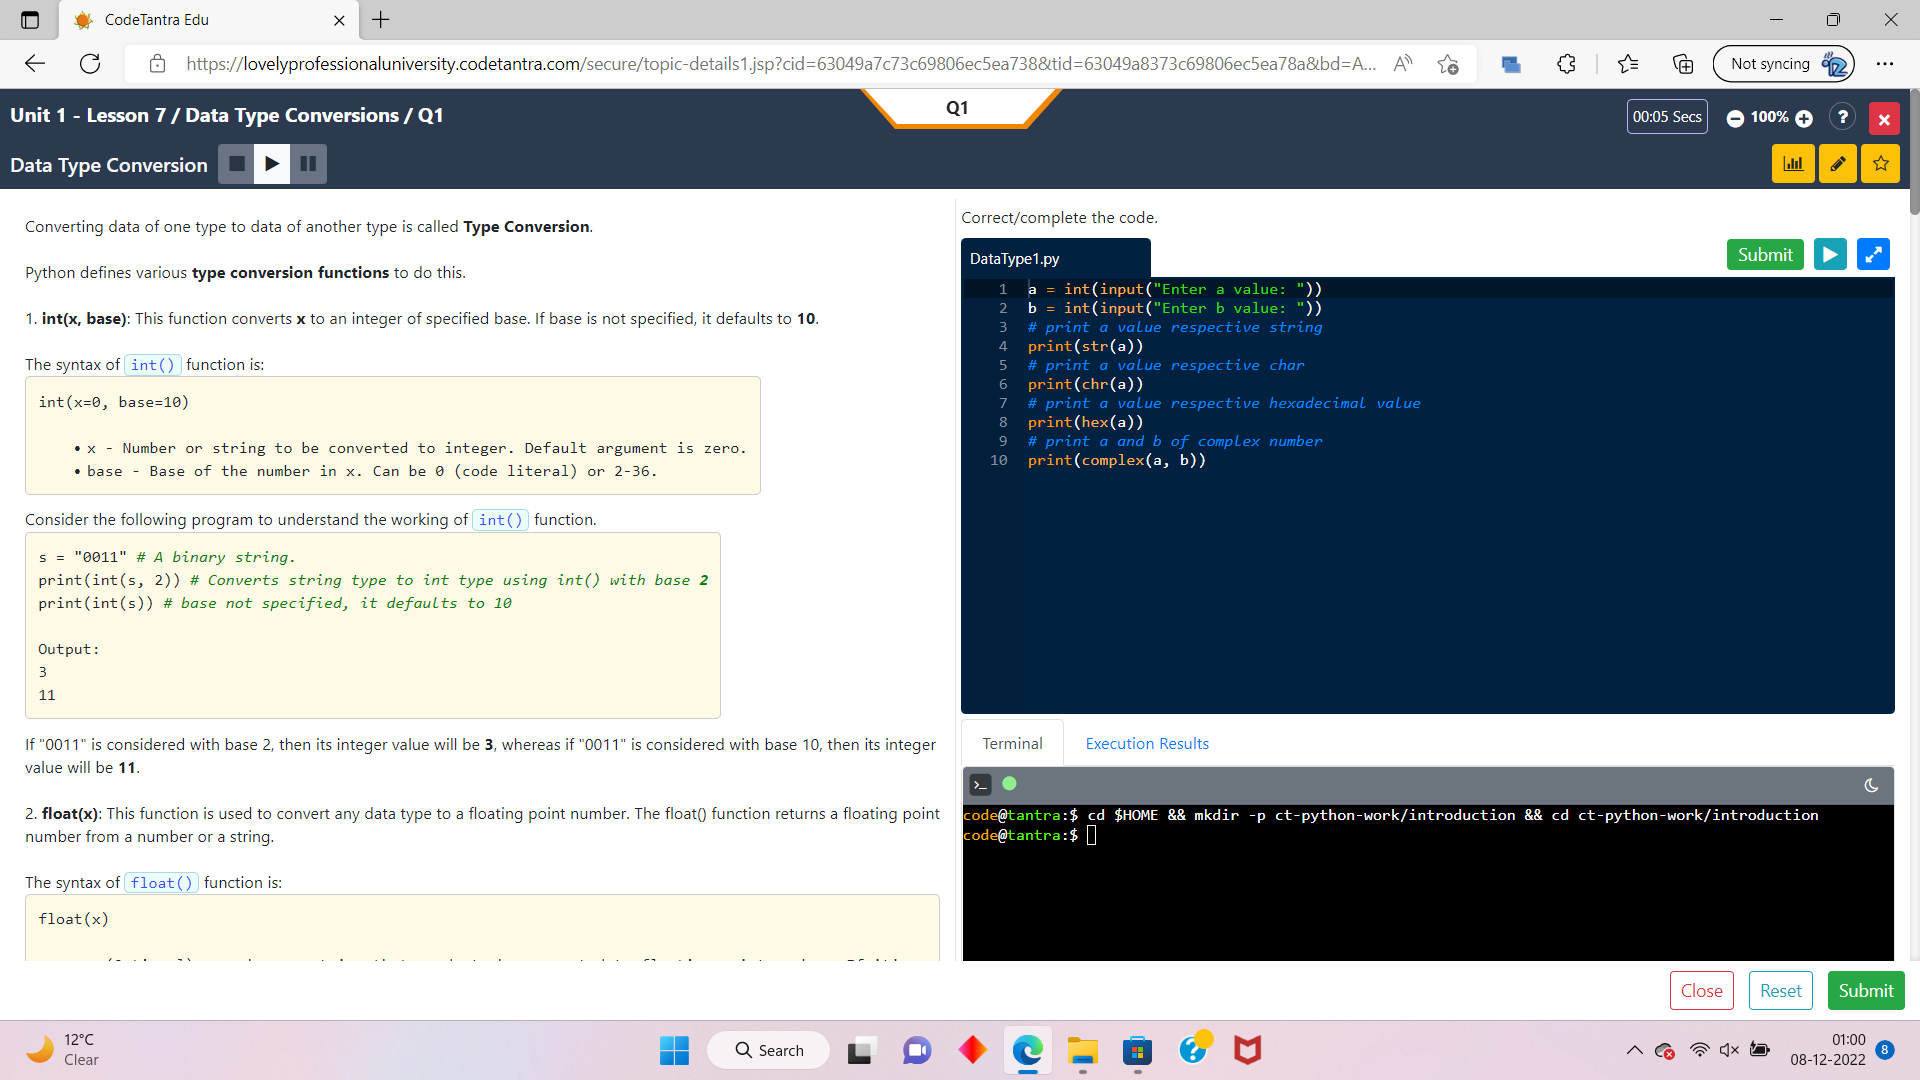 CodeTantra Edu
https://lovelyprofessionaluniversity.codetantra.com/secure/topic-details1.jsp?cid=63049a7c73c69806ec5ea738&tid=63049a8373c69806ec5ea78a&bd=A...
Not syncing
Unit 1 - Lesson 7 / Data Type Conversions / Q1
Q1
00:05 Secs
100%
?
Data Type Conversion
Converting data of one type to data of another type is called Type Conversion.
Python defines various type conversion functions to do this.
1. int(x, base): This function converts x to an integer of specified base. If base is not specified, it defaults to 10.
The syntax of int() function is:
int(x=0, base=10)
• x - Number or string to be converted to integer. Default argument is zero.
• base - Base of the number in x. Can be 0 (code literal) or 2-36.
Consider the following program to understand the working of int() function.
s = "0011" # A binary string.
print(int(s, 2)) # Converts string type to int type using int() with base 2
print(int(s)) # base not specified, it defaults to 10
Output:
3
11
If "0011" is considered with base 2, then its integer value will be 3, whereas if "0011" is considered with base 10, then its integer
value will be 11.
2. float(x): This function is used to convert any data type to a floating point number. The float() function returns a floating point
number from a number or a string.
The syntax of float() function is:
float(x)
Correct/complete the code.
DataType1.py
Submit
1 a = int(input("Enter a value: "))
2 b = int(input("Enter b value: "))
3 # print a value respective string
4 print(str(a))
5 # print a value respective char
6 print(chr(a))
7 # print a value respective hexadecimal value
8 print(hex(a))
9 # print a and b of complex number
10 print(complex(a, b))
Terminal
Execution Results
code@tantra:$ cd $HOME && mkdir -p ct-python-work/introduction && cd ct-python-work/introduction
code@tantra:$
Close
Reset
Submit
12°C
Clear
Search
01:00
08-12-2022
8